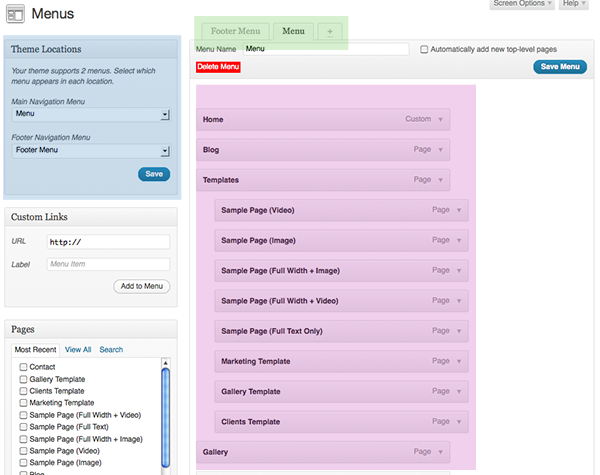 Menus
Screen Options ▼
Help ▼
Theme Locations
Your theme supports 2 menus. Select which
menu appears in each location.
Main Navigation Menu
Menu
Footer Navigation Menu
Footer Menu
Save
Custom Links
URL http://
Label Menu Item
Add to Menu
Pages
Most Recent View All Search
Contact
Gallery Template
Clients Template
Marketing Template
Sample Page (Full Width + Video)
Sample Page (Full Text)
Sample Page (Full Width + Image)
Sample Page (Video)
Sample Page (Image)
Blog
Footer Menu Menu +
Menu Name Menu
Automatically add new top-level pages
Delete Menu
Save Menu
Home Custom ▼
Blog Page ▼
Templates Page ▼
Sample Page (Video) Page ▼
Sample Page (Image) Page ▼
Sample Page (Full Width + Image) Page ▼
Sample Page (Full Width + Video) Page ▼
Sample Page (Full Text Only) Page ▼
Marketing Template Page ▼
Gallery Template Page ▼
Clients Template Page ▼
Gallery Page ▼